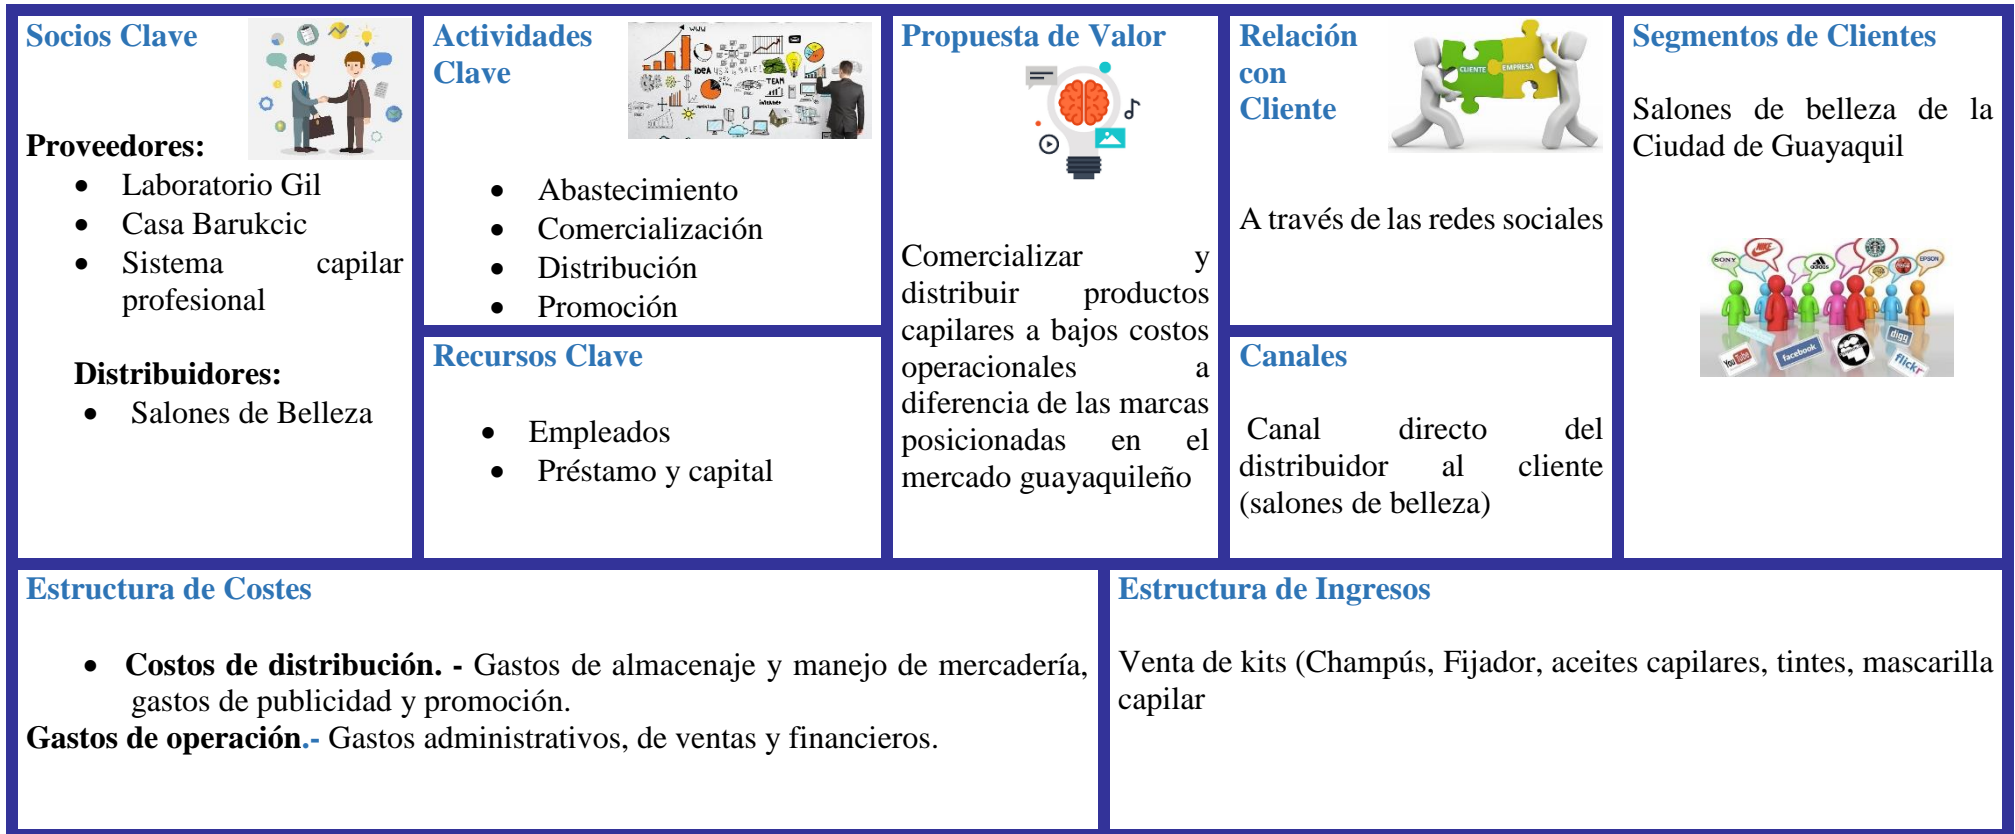 Socios Clave
Proveedores:
• Laboratorio Gil
• Casa Barukcic
• Sistema capilar
profesional
Distribuidores:
• Salones de Belleza
Actividades
Clave
WWW
IDEA
TEAM
• Abastecimiento
• Comercialización
• Distribución
• Promoción
Recursos Clave
• Empleados
• Préstamo y capital
Propuesta de Valor
Comercializar y
distribuir productos
capilares a bajos costos
operacionales a
diferencia de las marcas
posicionadas en el
mercado guayaquileño
Relación
con
Cliente
CLIENTE EMPRESA
A través de las redes sociales
Canales
Canal directo del
distribuidor al cliente
(salones de belleza)
Segmentos de Clientes
Salones de belleza de la
Ciudad de Guayaquil
SONY
NIKE
adidas
EPSON
YouTube
facebook
digg
flickr
Estructura de Costes
• Costos de distribución. - Gastos de almacenaje y manejo de mercadería,
gastos de publicidad y promoción.
Gastos de operación.- Gastos administrativos, de ventas y financieros.
Estructura de Ingresos
Venta de kits (Champús, Fijador, aceites capilares, tintes, mascarilla
capilar